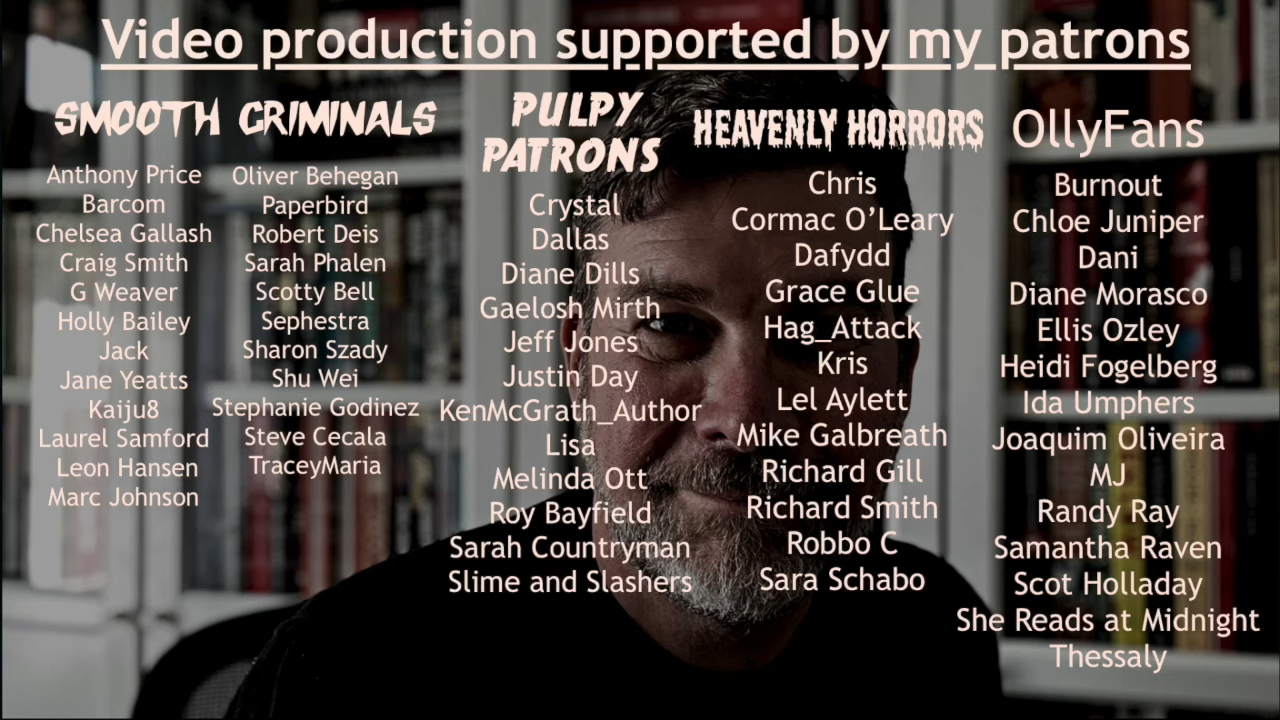 Video production supported by my patrons
SMOOTH CRIMINALS
Anthony Price
Barcom
Chelsea Gallash
Craig Smith
G Weaver
Holly Bailey
Jack
Jane Yeatts
Kaiju8
Laurel Samford
Leon Hansen
Marc Johnson
Oliver Behegan
Paperbird
Robert Deis
Sarah Phalen
Scotty Bell
Sephestra
Sharon Szady
Shu Wei
Stephanie Godinez
Steve Cecala
TraceyMaria
PULPY
PATRONS
Crystal
Dallas
Diane Dills
Gaelosh Mirth
Jeff Jones
Justin Day
KenMcGrath_Author
Lisa
Melinda Ott
Roy Bayfield
Sarah Countryman
Slime and Slashers
HEAVENLY HORRORS
Chris
Cormac O’Leary
Dafydd
Grace Glue
Hag_Attack
Kris
Lel Aylett
Mike Galbreath
Richard Gill
Richard Smith
Robbo C
Sara Schabo
OllyFans
Burnout
Chloe Juniper
Dani
Diane Morasco
Ellis Ozley
Heidi Fogelberg
Ida Umphers
Joaquim Oliveira
MJ
Randy Ray
Samantha Raven
Scot Holladay
She Reads at Midnight
Thessaly